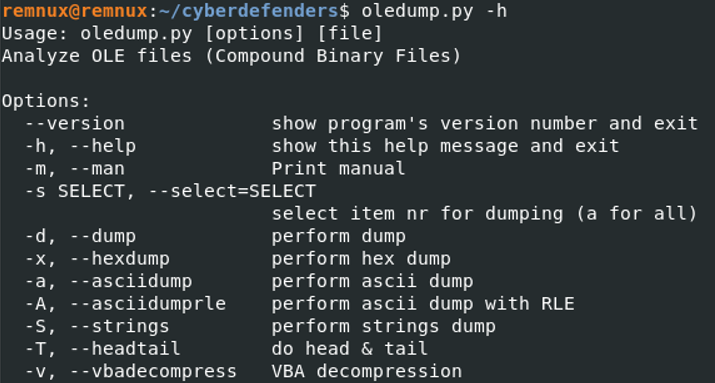 remnux@remnux:~/cyberdefenders$ oledump.py -h
Usage: oledump.py [options] [file]
Analyze OLE files (Compound Binary Files)

Options:
  --version             show program's version number and exit
  -h, --help            show this help message and exit
  -m, --man             Print manual
  -s SELECT, --select=SELECT
                        select item nr for dumping (a for all)
  -d, --dump            perform dump
  -x, --hexdump         perform hex dump
  -a, --asciidump       perform ascii dump
  -A, --asciidumprle    perform ascii dump with RLE
  -S, --strings         perform strings dump
  -T, --headtail        do head & tail
  -v, --vbadecompress   VBA decompression